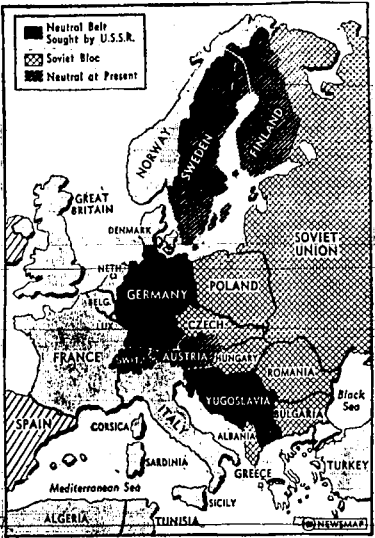 Neutral Belt
Sought by U.S.S.R.
Soviet Bloc
Neutral at Present
NORWAY
SWEDEN
FINLAND
GREAT
BRITAIN
DENMARK
SOVIET
UNION
NETH.
GERMANY
POLAND
BELG.
LUX.
CZECH.
FRANCE
SWITZ.
AUSTRIA
HUNGARY
ROMANIA
YUGOSLAVIA
Black
Sea
BULGARIA
SPAIN
CORSICA
ITALY
ALBANIA
SARDINIA
GREECE
TURKEY
Mediterranean Sea
SICILY
ALGERIA
TUNISIA
NEWSMAP